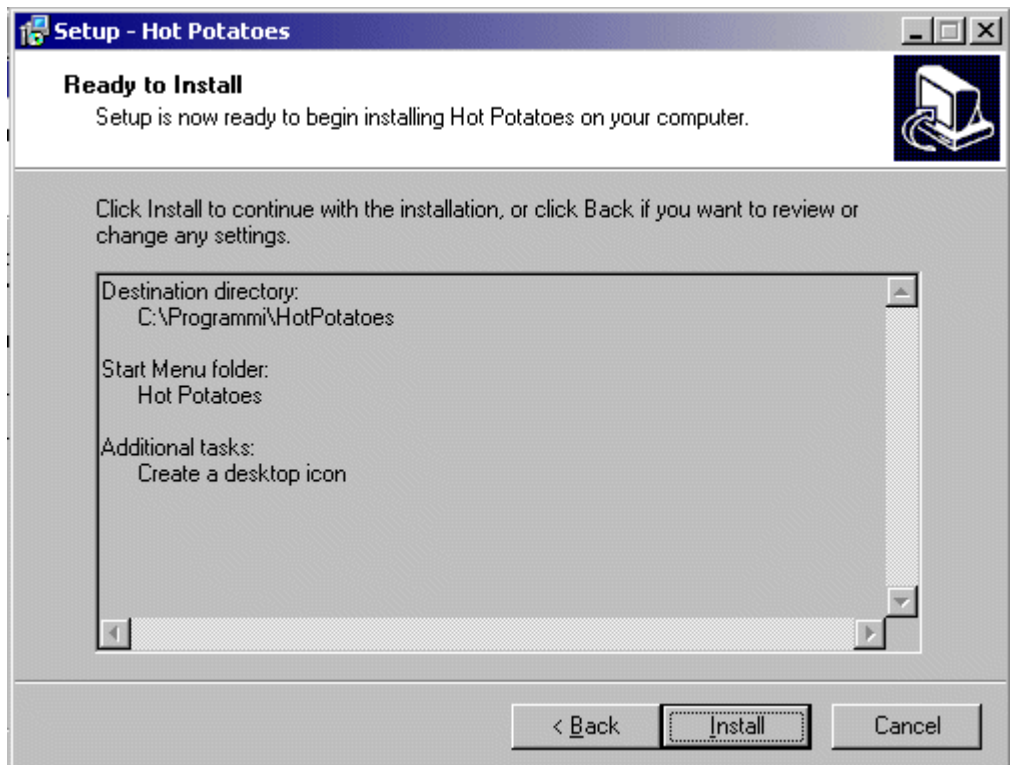 Setup - Hot Potatoes
Ready to Install
Setup is now ready to begin installing Hot Potatoes on your computer.
Click Install to continue with the installation, or click Back if you want to review or
change any settings.
Destination directory:
C:\Programmi\HotPotatoes
Start Menu folder:
Hot Potatoes
Additional tasks:
Create a desktop icon
< Back
Install
Cancel